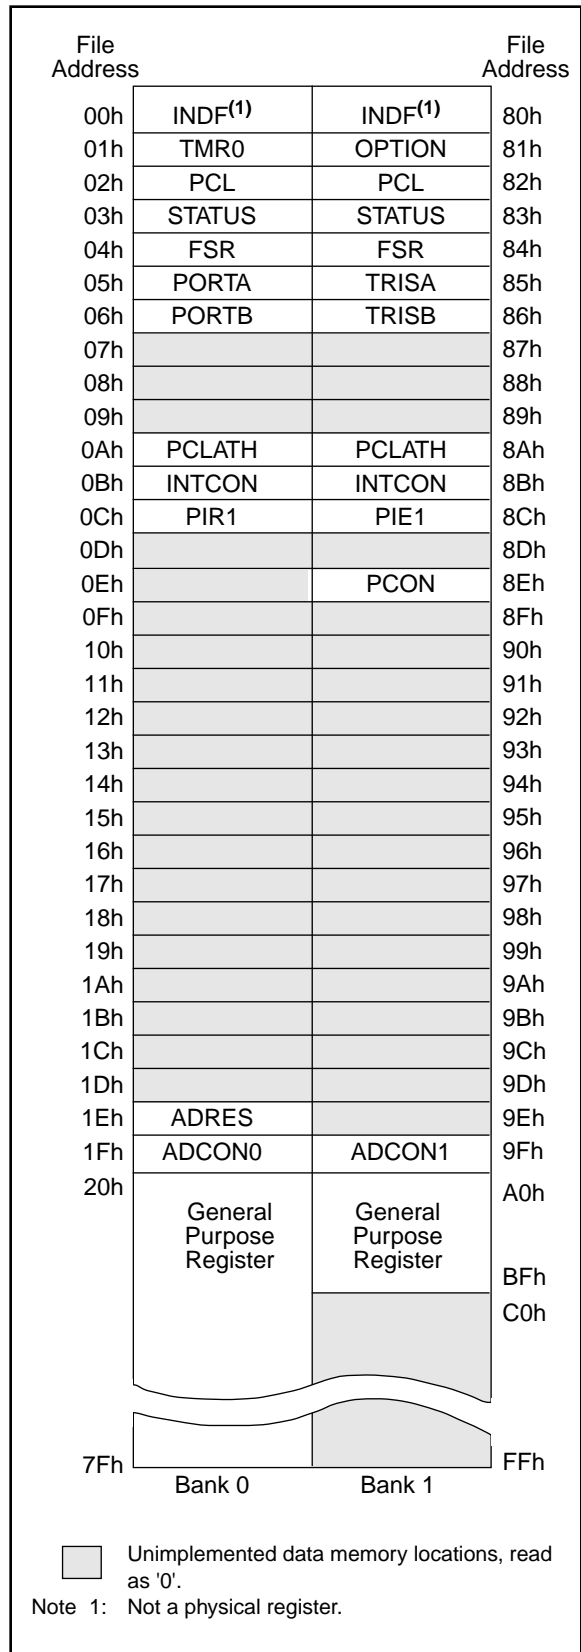 File Address File Address
00h INDF(1) INDF(1) 80h
01h TMR0 OPTION 81h
02h PCL PCL 82h
03h STATUS STATUS 83h
04h FSR FSR 84h
05h PORTA TRISA 85h
06h PORTB TRISB 86h
07h 87h
08h 88h
09h 89h
0Ah PCLATH PCLATH 8Ah
0Bh INTCON INTCON 8Bh
0Ch PIR1 PIE1 8Ch
0Dh 8Dh
0Eh PCON 8Eh
0Fh 8Fh
10h 90h
11h 91h
12h 92h
13h 93h
14h 94h
15h 95h
16h 96h
17h 97h
18h 98h
19h 99h
1Ah 9Ah
1Bh 9Bh
1Ch 9Ch
1Dh 9Dh
1Eh ADRES 9Eh
1Fh ADCON0 ADCON1 9Fh
20h A0h
General General
Purpose Purpose
Register Register
BFh
C0h
7Fh FFh
Bank 0 Bank 1
Unimplemented data memory locations, read
as '0'.
Note 1: Not a physical register.